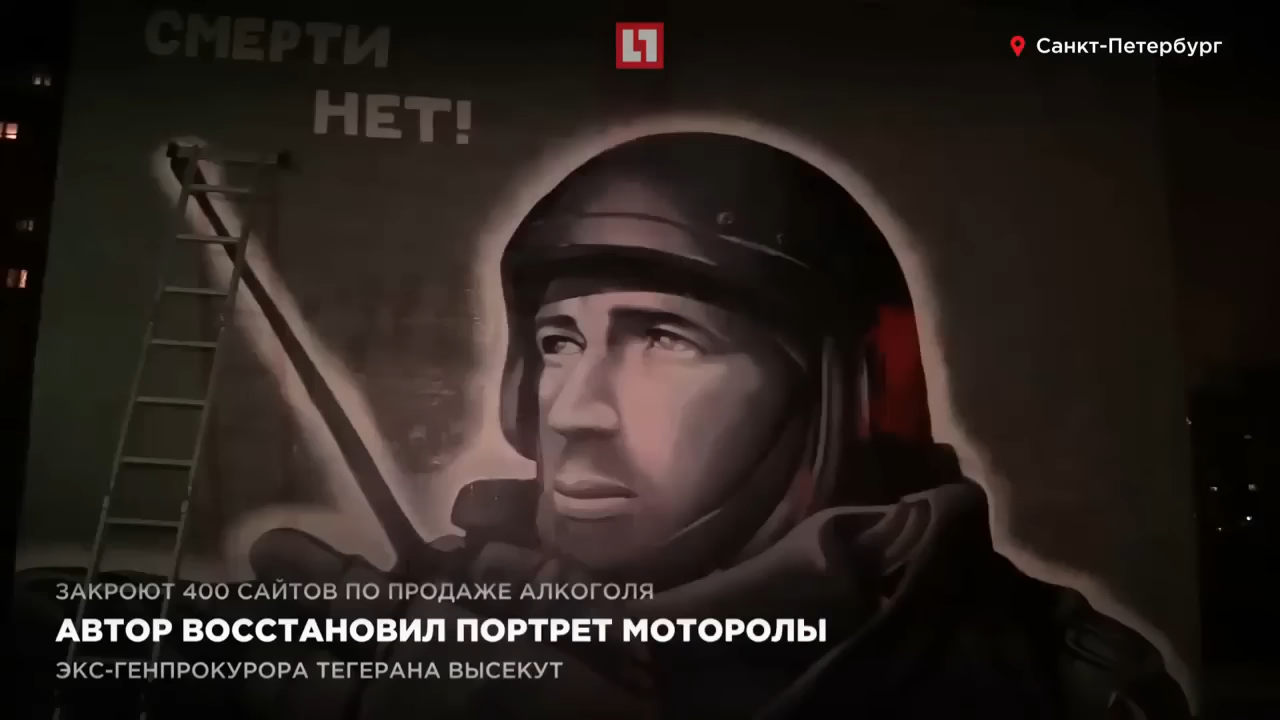 СМЕРТИ
НЕТ!
Санкт-Петербург
ЗАКРОЮТ 400 САЙТОВ ПО ПРОДАЖЕ АЛКОГОЛЯ
АВТОР ВОССТАНОВИЛ ПОРТРЕТ МОТОРОЛЫ
ЭКС-ГЕНПРОКУРОРА ТЕГЕРАНА ВЫСЕКУТ